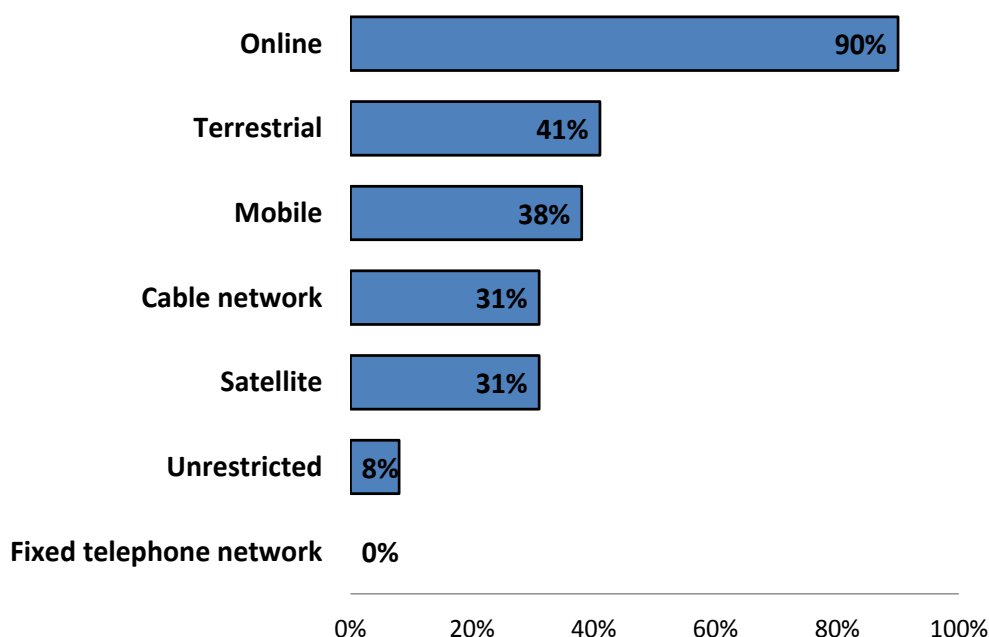 Online 90%
Terrestrial 41%
Mobile 38%
Cable network 31%
Satellite 31%
Unrestricted 8%
Fixed telephone network 0%
0% 20% 40% 60% 80% 100%